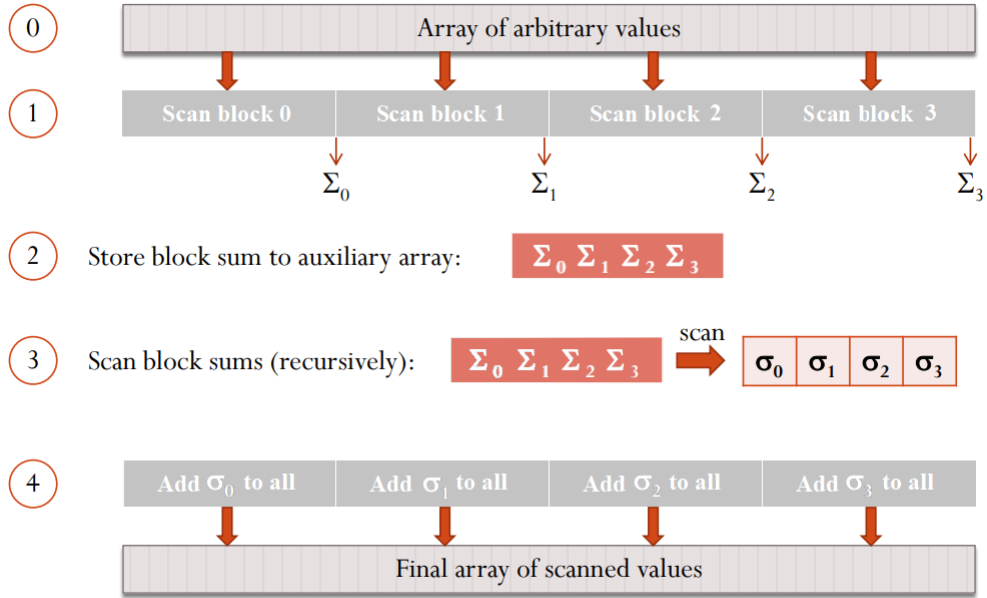 0
Array of arbitrary values
1
Scan block 0 Scan block 1 Scan block 2 Scan block 3
Σ0 Σ1 Σ2 Σ3
2
Store block sum to auxiliary array: Σ0 Σ1 Σ2 Σ3
scan
3
Scan block sums (recursively): Σ0 Σ1 Σ2 Σ3 σ0 σ1 σ2 σ3
4
Add σ0 to all Add σ1 to all Add σ2 to all Add σ3 to all
Final array of scanned values